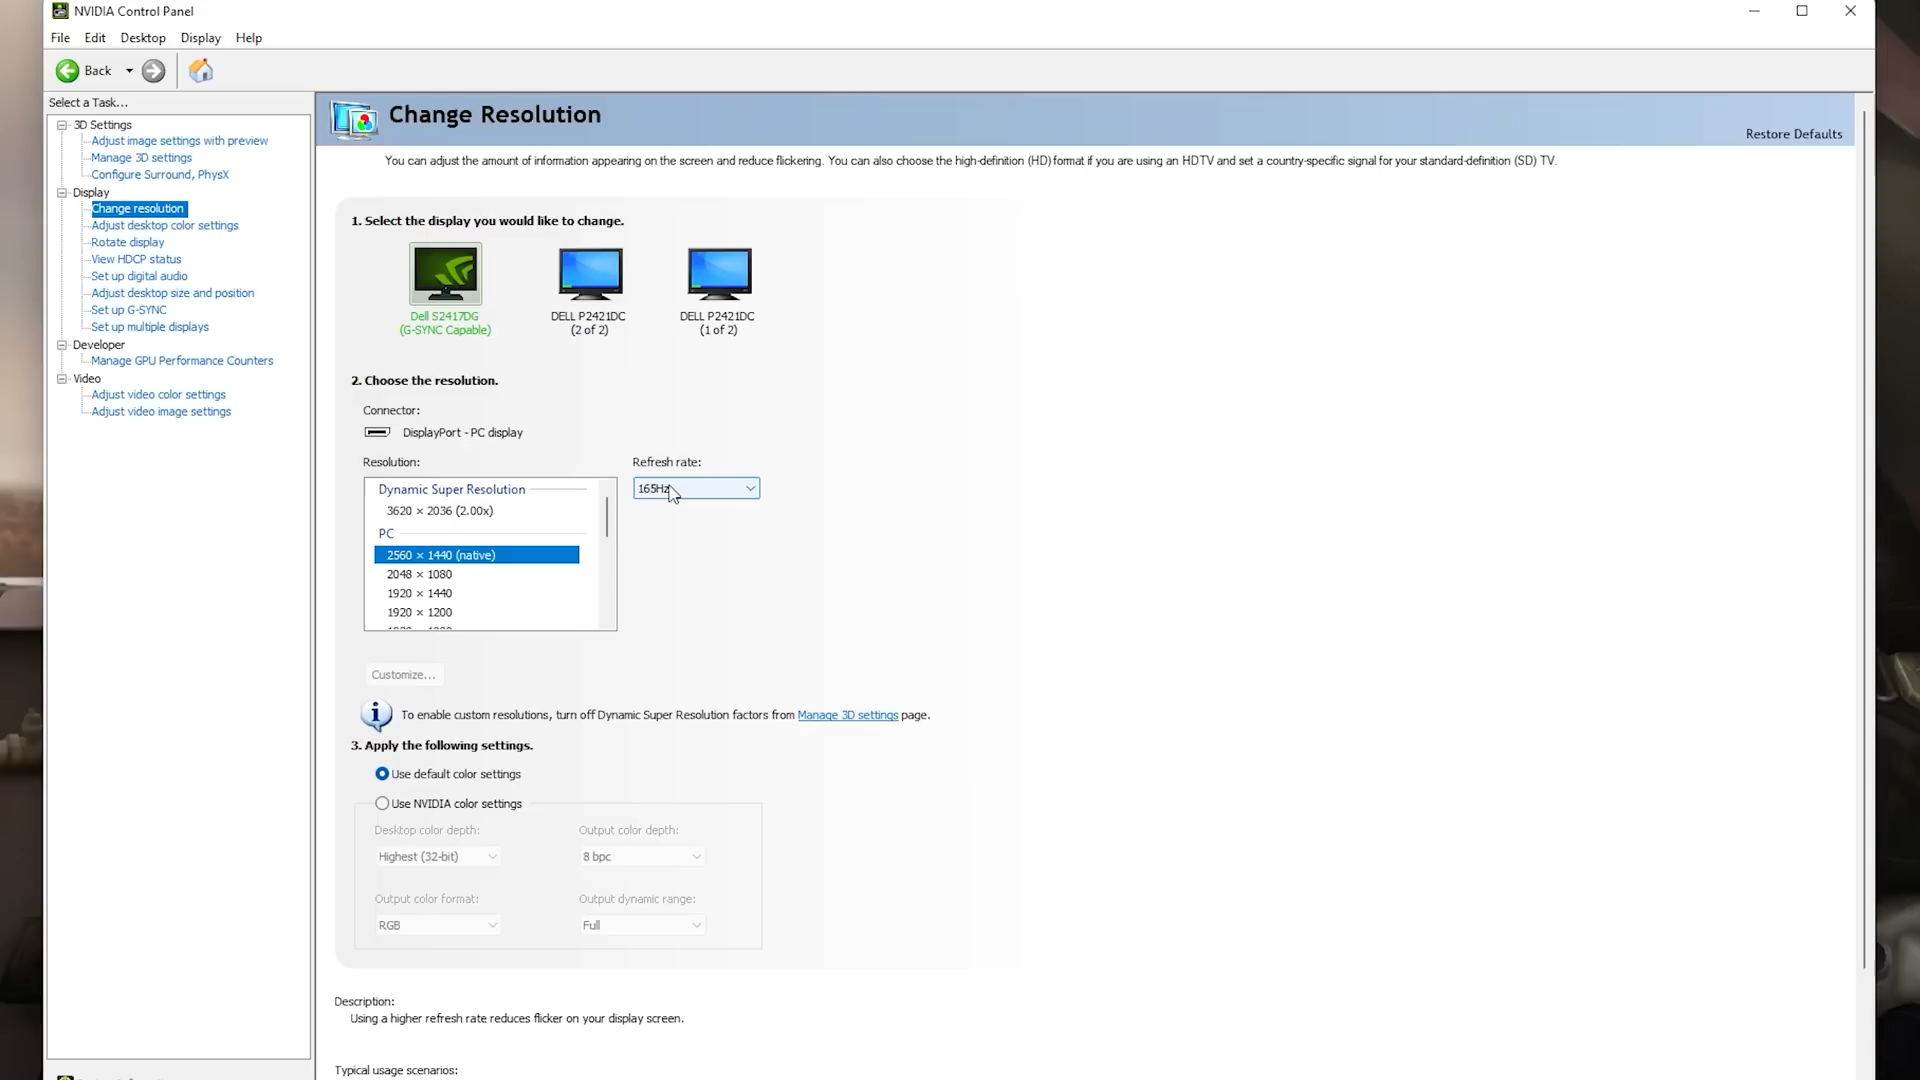 NVIDIA Control Panel
File Edit Desktop Display Help
Back
Select a Task...
3D Settings
Adjust image settings with preview
Manage 3D settings
Configure Surround, PhysX
Display
Change resolution
Adjust desktop color settings
Rotate display
View HDCP status
Set up digital audio
Adjust desktop size and position
Set up G-SYNC
Set up multiple displays
Developer
Manage GPU Performance Counters
Video
Adjust video color settings
Adjust video image settings
Change Resolution
Restore Defaults
You can adjust the amount of information appearing on the screen and reduce flickering. You can also choose the high-definition (HD) format if you are using an HDTV and set a country-specific signal for your standard-definition (SD) TV.
1. Select the display you would like to change.
Dell S2417DG
(G-SYNC Capable)
DELL P2421DC
(2 of 2)
DELL P2421DC
(1 of 2)
2. Choose the resolution.
Connector:
DisplayPort - PC display
Resolution:
Refresh rate:
165Hz
Dynamic Super Resolution
3620 × 2036 (2.00x)
PC
2560 × 1440 (native)
2048 × 1080
1920 × 1440
1920 × 1200
Customize...
To enable custom resolutions, turn off Dynamic Super Resolution factors from Manage 3D settings page.
3. Apply the following settings.
Use default color settings
Use NVIDIA color settings
Desktop color depth:
Output color depth:
Highest (32-bit)
8 bpc
Output color format:
Output dynamic range:
RGB
Full
Description:
Using a higher refresh rate reduces flicker on your display screen.
Typical usage scenarios: